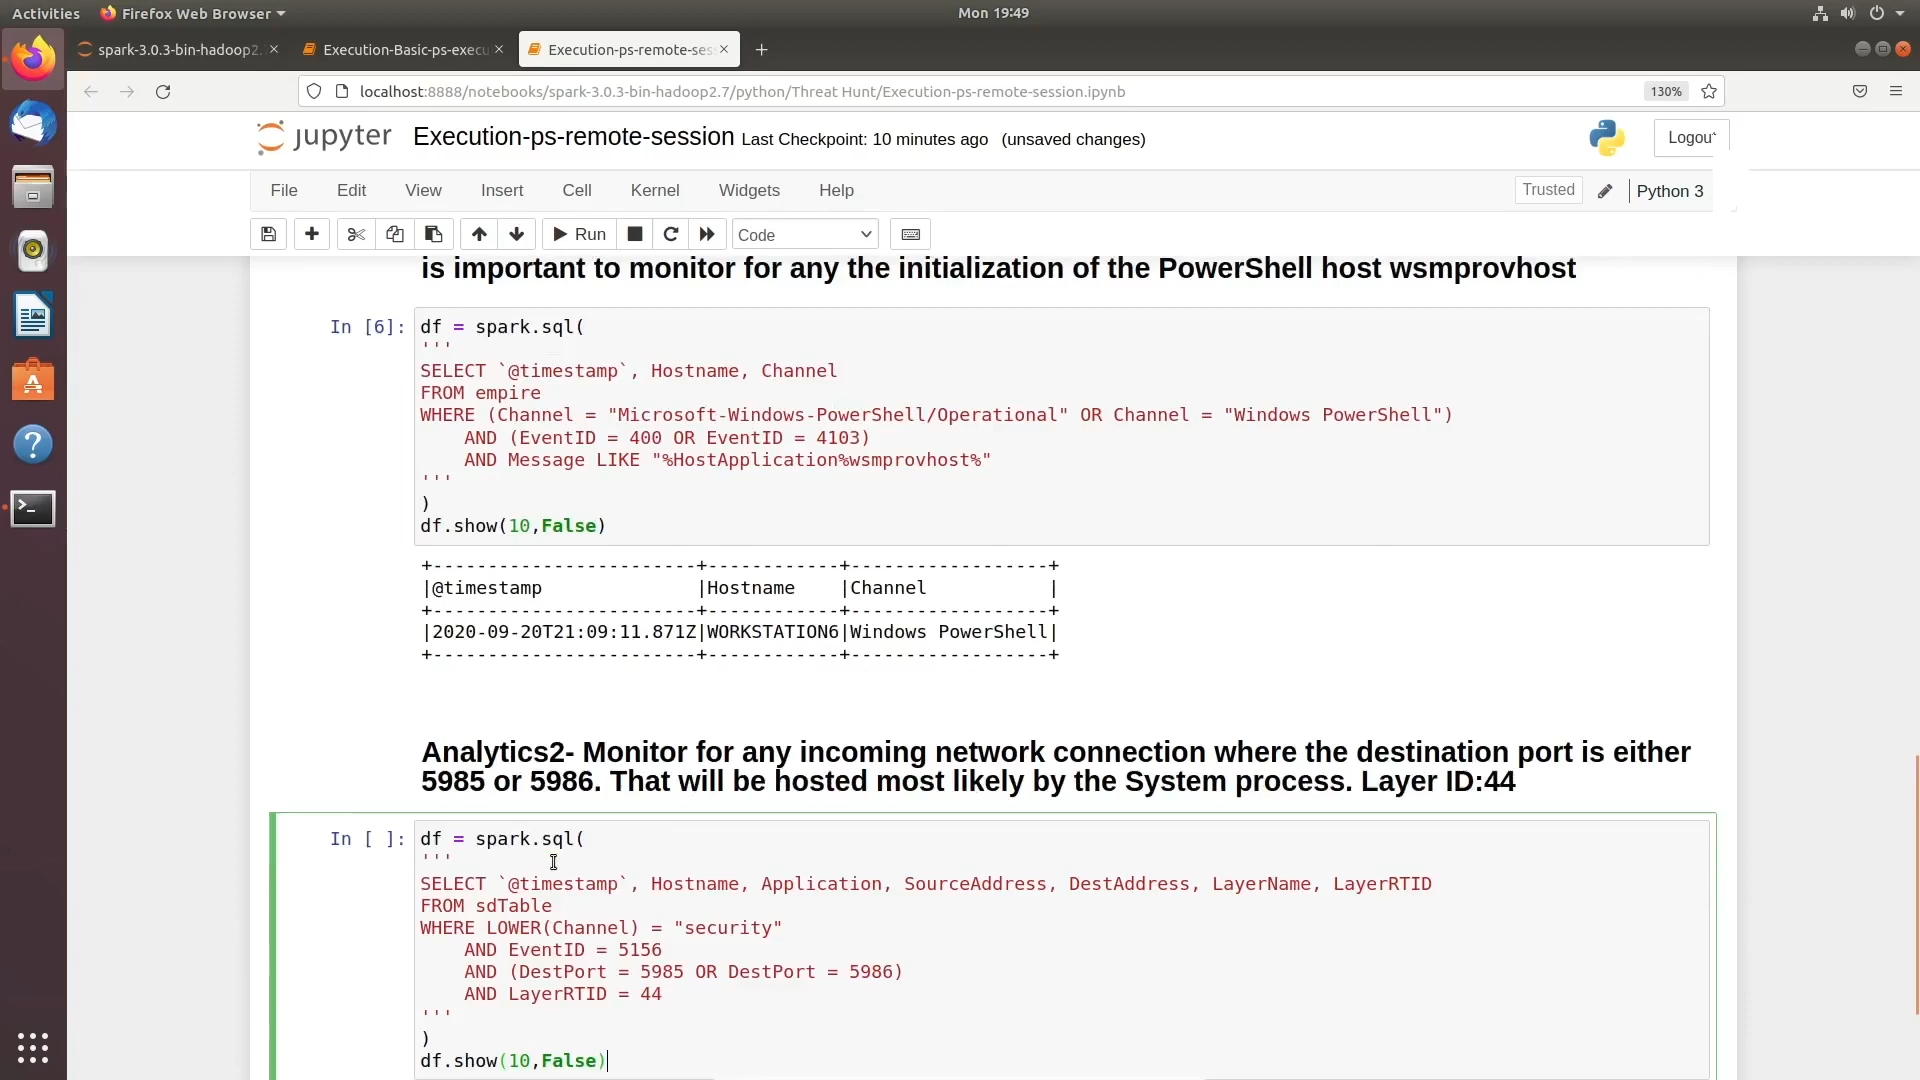 Activities
Firefox Web Browser
Mon 19:49
spark-3.0.3-bin-hadoop2.
Execution-Basic-ps-execu
Execution-ps-remote-ses
localhost:8888/notebooks/spark-3.0.3-bin-hadoop2.7/python/Threat Hunt/Execution-ps-remote-session.ipynb
130%
jupyter
Execution-ps-remote-session Last Checkpoint: 10 minutes ago (unsaved changes)
Logout
File Edit View Insert Cell Kernel Widgets Help
Trusted
Python 3
Run
Code
is important to monitor for any the initialization of the PowerShell host wsmprovhost
In [6]: df = spark.sql(
'''
SELECT `@timestamp`, Hostname, Channel
FROM empire
WHERE (Channel = "Microsoft-Windows-PowerShell/Operational" OR Channel = "Windows PowerShell")
    AND (EventID = 400 OR EventID = 4103)
    AND Message LIKE "%HostApplication%wsmprovhost%"
'''
)
df.show(10,False)
+------------------------+------------+------------------+
|@timestamp              |Hostname    |Channel           |
+------------------------+------------+------------------+
|2020-09-20T21:09:11.871Z|WORKSTATION6|Windows PowerShell|
+------------------------+------------+------------------+
Analytics2- Monitor for any incoming network connection where the destination port is either
5985 or 5986. That will be hosted most likely by the System process. Layer ID:44
In [ ]: df = spark.sql(
'''
SELECT `@timestamp`, Hostname, Application, SourceAddress, DestAddress, LayerName, LayerRTID
FROM sdTable
WHERE LOWER(Channel) = "security"
    AND EventID = 5156
    AND (DestPort = 5985 OR DestPort = 5986)
    AND LayerRTID = 44
'''
)
df.show(10,False)